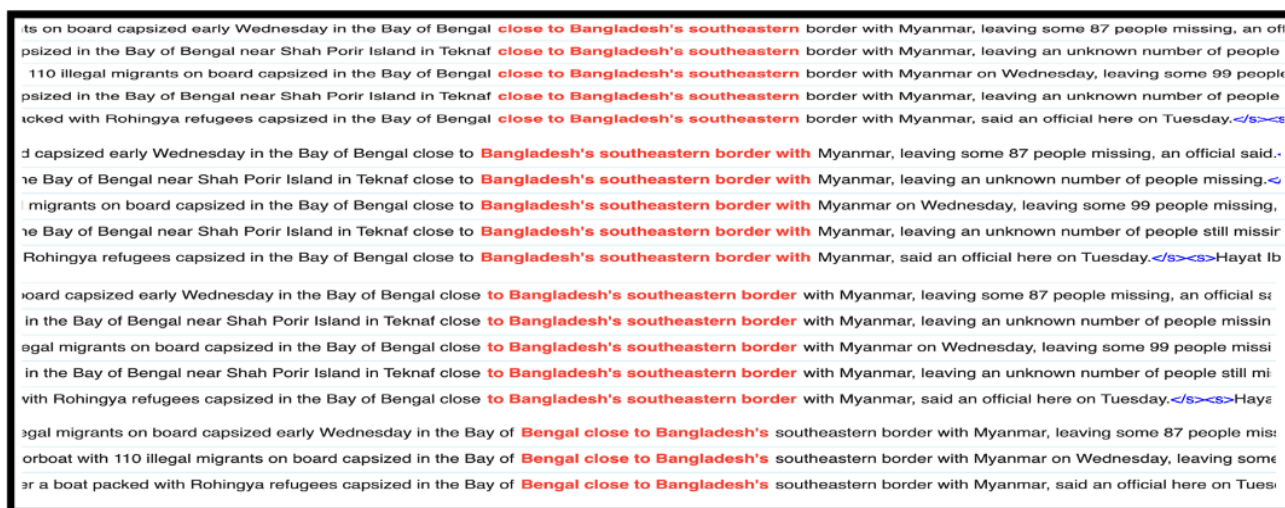 ts on board capsized early Wednesday in the Bay of Bengal close to Bangladesh's southeastern border with Myanmar, leaving some 87 people missing, an of
psized in the Bay of Bengal near Shah Porir Island in Teknaf close to Bangladesh's southeastern border with Myanmar, leaving an unknown number of people
110 illegal migrants on board capsized in the Bay of Bengal close to Bangladesh's southeastern border with Myanmar on Wednesday, leaving some 99 people
psized in the Bay of Bengal near Shah Porir Island in Teknaf close to Bangladesh's southeastern border with Myanmar, leaving an unknown number of people
acked with Rohingya refugees capsized in the Bay of Bengal close to Bangladesh's southeastern border with Myanmar, said an official here on Tuesday.</s><s
d capsized early Wednesday in the Bay of Bengal close to Bangladesh's southeastern border with Myanmar, leaving some 87 people missing, an official said.
he Bay of Bengal near Shah Porir Island in Teknaf close to Bangladesh's southeastern border with Myanmar, leaving an unknown number of people missing.<
migrants on board capsized in the Bay of Bengal close to Bangladesh's southeastern border with Myanmar on Wednesday, leaving some 99 people missing,
he Bay of Bengal near Shah Porir Island in Teknaf close to Bangladesh's southeastern border with Myanmar, leaving an unknown number of people still missin
Rohingya refugees capsized in the Bay of Bengal close to Bangladesh's southeastern border with Myanmar, said an official here on Tuesday.</s><s>Hayat Ib
oard capsized early Wednesday in the Bay of Bengal close to Bangladesh's southeastern border with Myanmar, leaving some 87 people missing, an official sa
in the Bay of Bengal near Shah Porir Island in Teknaf close to Bangladesh's southeastern border with Myanmar, leaving an unknown number of people missin
egal migrants on board capsized in the Bay of Bengal close to Bangladesh's southeastern border with Myanmar on Wednesday, leaving some 99 people missi
in the Bay of Bengal near Shah Porir Island in Teknaf close to Bangladesh's southeastern border with Myanmar, leaving an unknown number of people still mi
with Rohingya refugees capsized in the Bay of Bengal close to Bangladesh's southeastern border with Myanmar, said an official here on Tuesday.</s><s>Haya
egal migrants on board capsized early Wednesday in the Bay of Bengal close to Bangladesh's southeastern border with Myanmar, leaving some 87 people miss
orboat with 110 illegal migrants on board capsized in the Bay of Bengal close to Bangladesh's southeastern border with Myanmar on Wednesday, leaving some
er a boat packed with Rohingya refugees capsized in the Bay of Bengal close to Bangladesh's southeastern border with Myanmar, said an official here on Tues